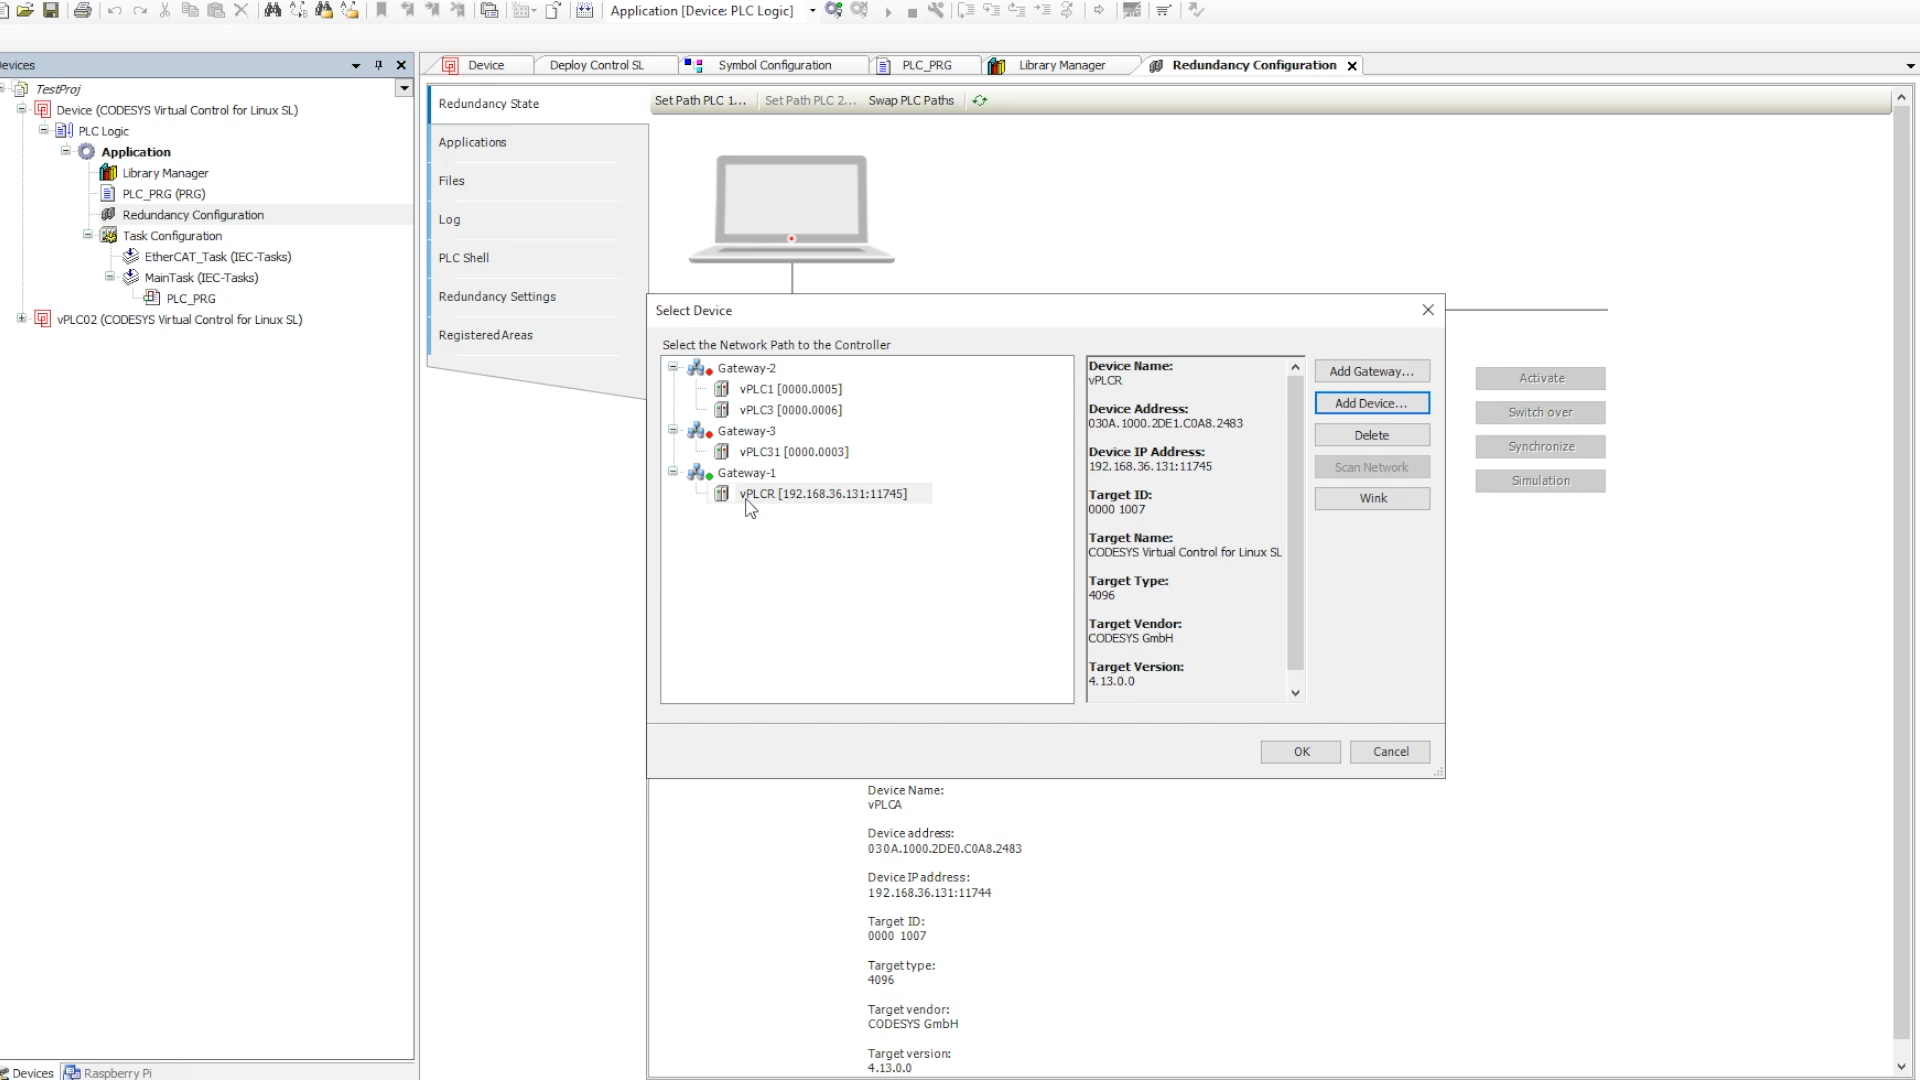 Application [Device: PLC Logic]
evices
Device
Deploy Control SL
Symbol Configuration
PLC_PRG
Library Manager
Redundancy Configuration
TestProj
Device (CODESYS Virtual Control for Linux SL)
PLC Logic
Application
Library Manager
PLC_PRG (PRG)
Redundancy Configuration
Task Configuration
EtherCAT_Task (IEC-Tasks)
MainTask (IEC-Tasks)
PLC_PRG
vPLC02 (CODESYS Virtual Control for Linux SL)
Redundancy State
Applications
Files
Log
PLC Shell
Redundancy Settings
Registered Areas
Set Path PLC 1...
Set Path PLC 2...
Swap PLC Paths
Select Device
Select the Network Path to the Controller
Gateway-2
vPLC1 [0000.0005]
vPLC3 [0000.0006]
Gateway-3
vPLC31 [0000.0003]
Gateway-1
vPLCR [192.168.36.131:11745]
Device Name:
vPLCR
Device Address:
030A.1000.2DE1.C0A8.2483
Device IP Address:
192.168.36.131:11745
Target ID:
0000 1007
Target Name:
CODESYS Virtual Control for Linux SL
Target Type:
4096
Target Vendor:
CODESYS GmbH
Target Version:
4.13.0.0
Add Gateway...
Add Device...
Delete
Scan Network
Wink
OK
Cancel
Activate
Switch over
Synchronize
Simulation
Device Name:
vPLCA
Device address:
030A.1000.2DE0.C0A8.2483
Device IP address:
192.168.36.131:11744
Target ID:
0000 1007
Target type:
4096
Target vendor:
CODESYS GmbH
Target version:
4.13.0.0
Devices
Raspberry Pi